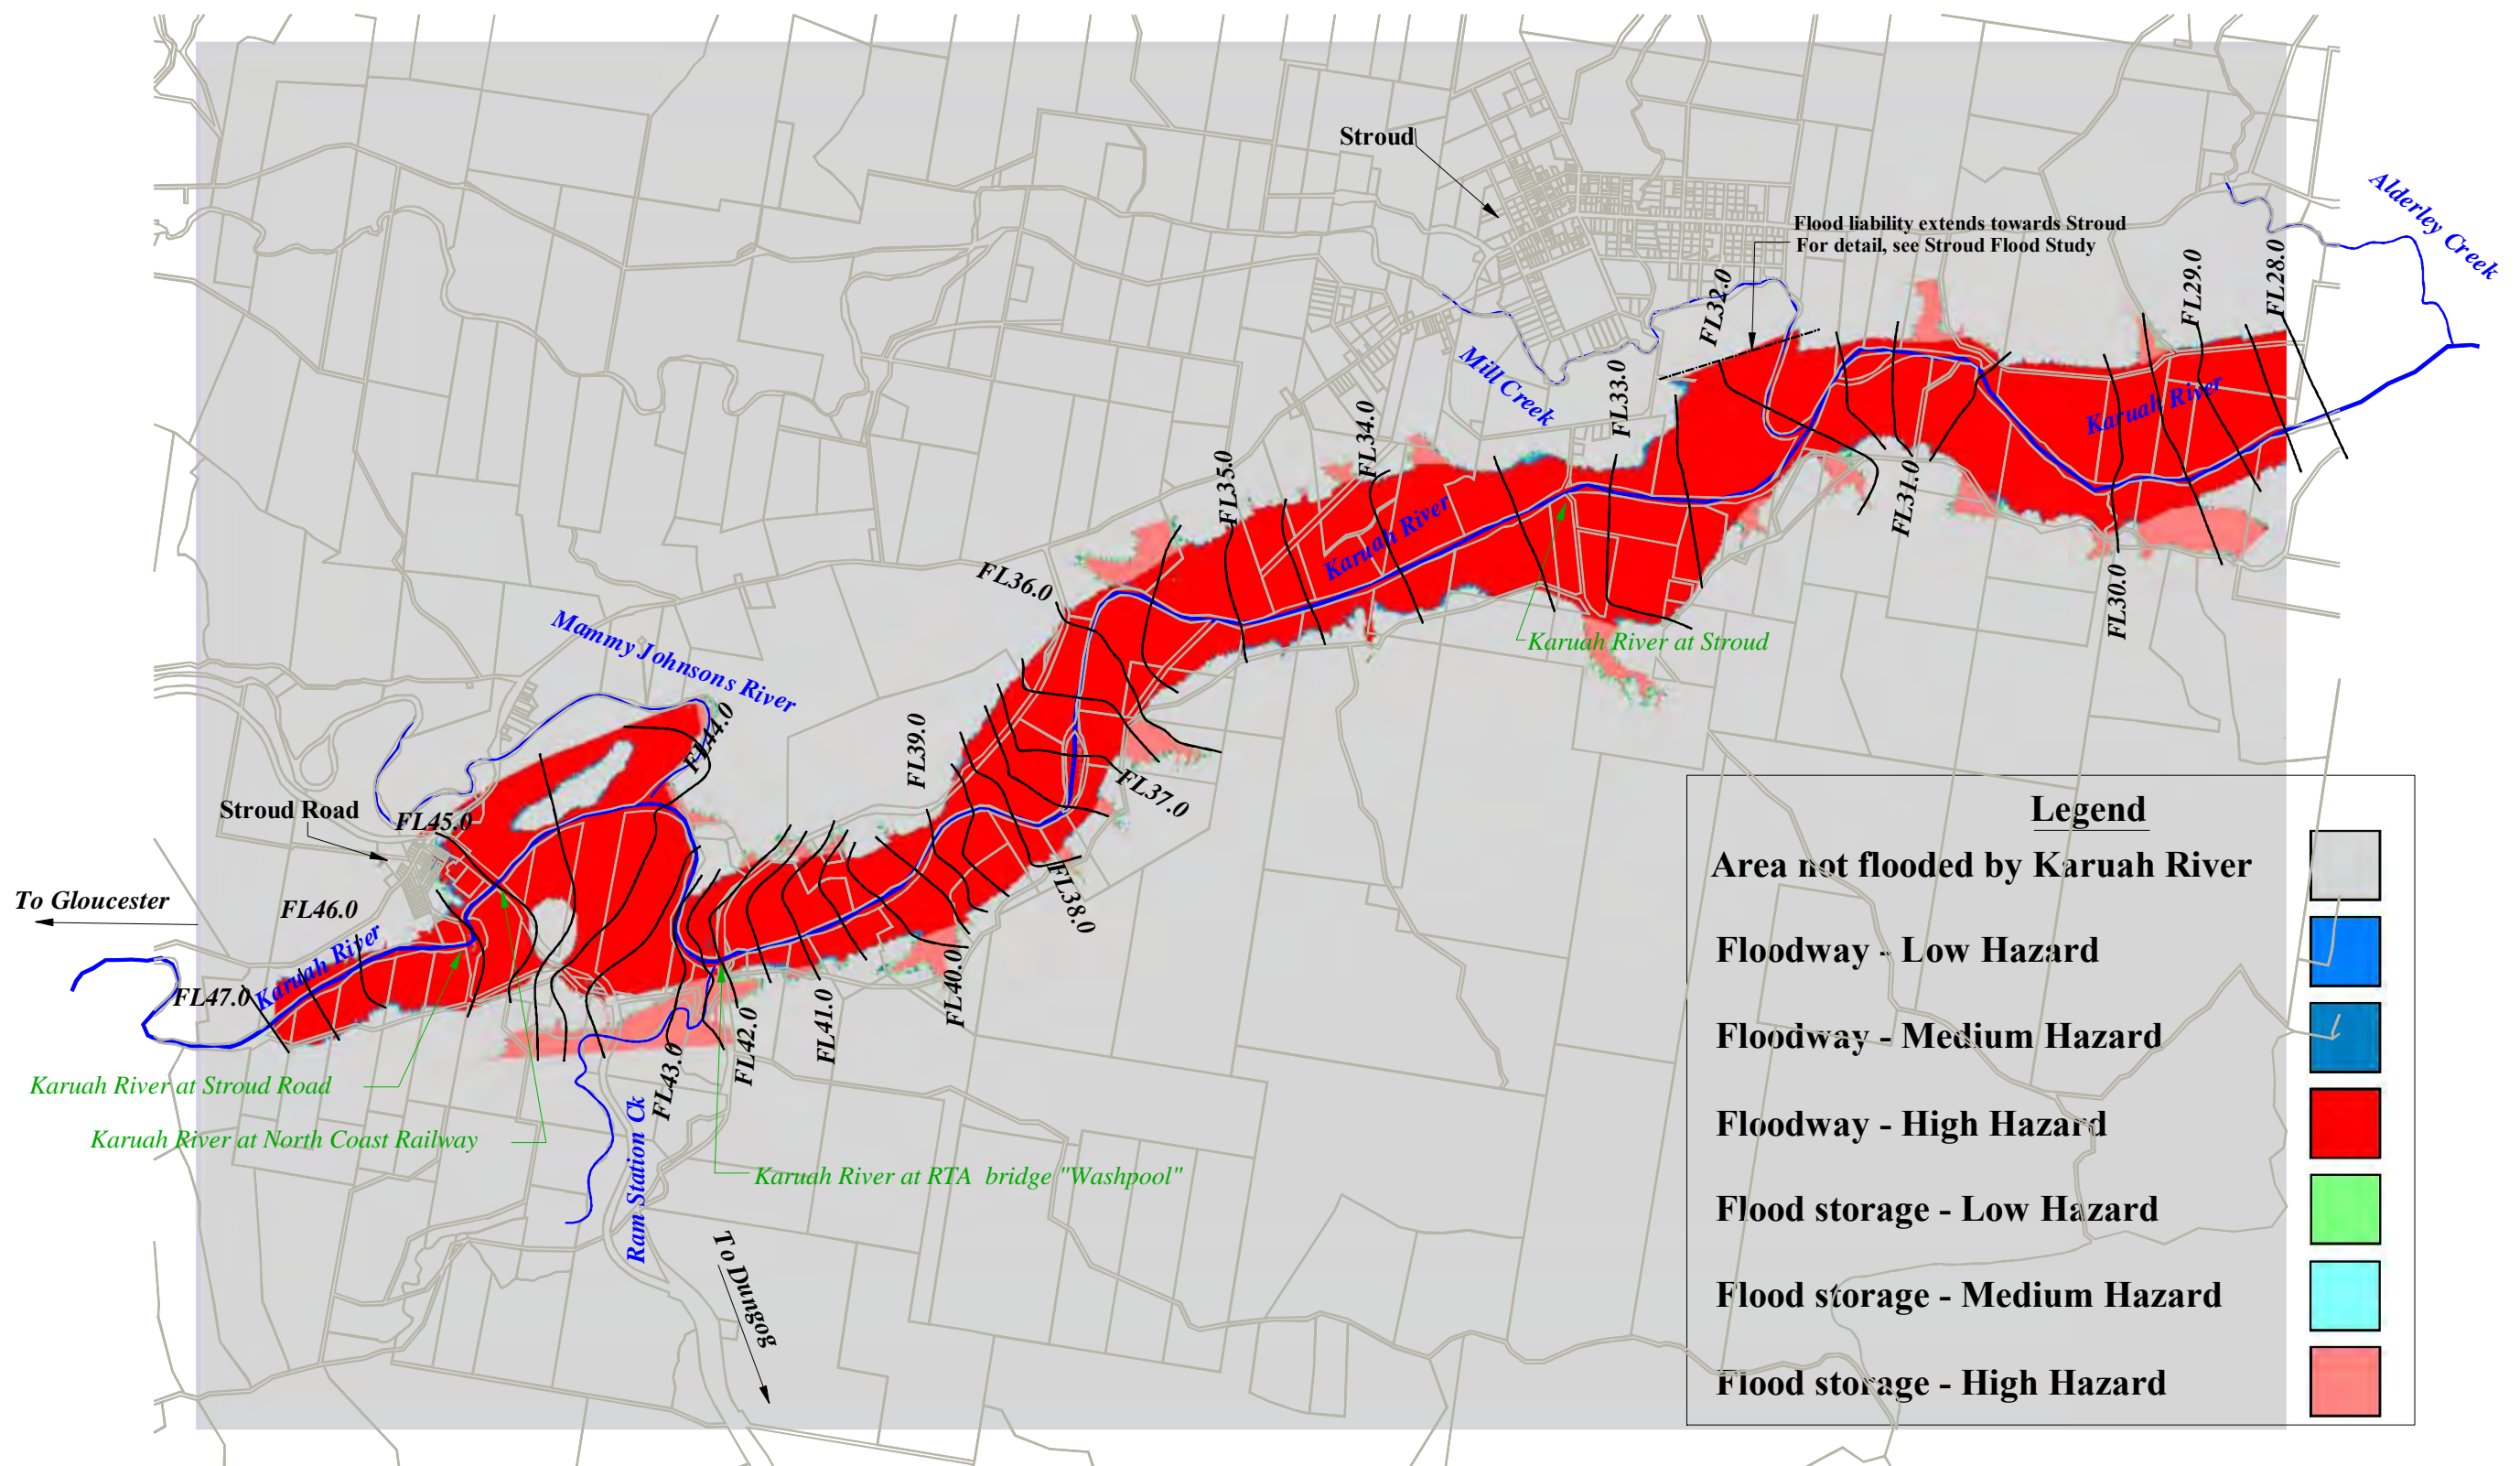 Stroud
Alderley Creek
Flood liability extends towards Stroud
For detail, see Stroud Flood Study
FL32.0
FL29.0
FL28.0
Mill Creek
FL33.0
FL34.0
FL35.0
Karuah River
Karuah River
FL31.0
FL30.0
FL36.0
Karuah River at Stroud
Mammy Johnsons River
FL44.0
FL39.0
FL37.0
Stroud Road
FL45.0
FL38.0
To Gloucester
FL46.0
Karuah River
FL47.0
FL40.0
FL41.0
FL42.0
FL43.0
Karuah River at Stroud Road
Karuah River at North Coast Railway
Ram Station Ck
Karuah River at RTA bridge "Washpool"
To Dungog
Legend
Area not flooded by Karuah River
Floodway - Low Hazard
Floodway - Medium Hazard
Floodway - High Hazard
Flood storage - Low Hazard
Flood storage - Medium Hazard
Flood storage - High Hazard